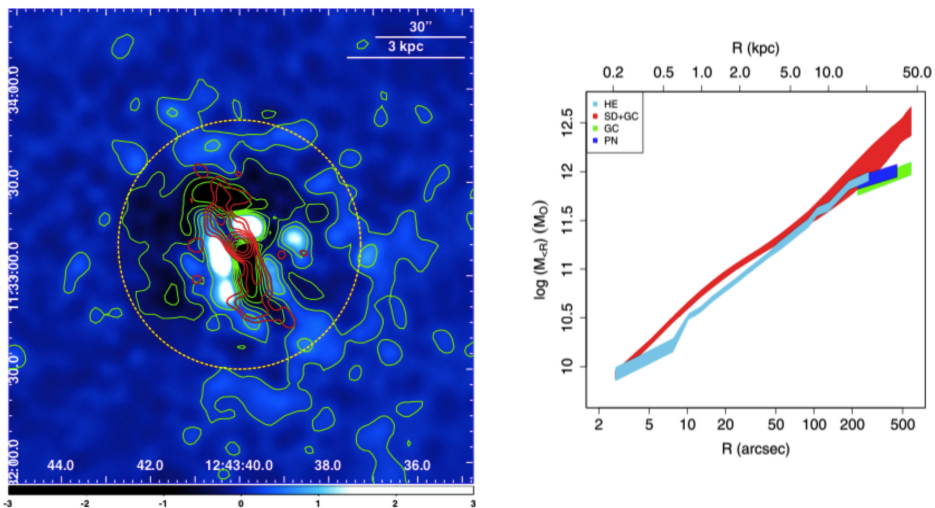 30”
3 kpc
34:00.0
30.0'
11:33:00.0
30.0'
32:00.0
44.0 42.0 12:43:40.0 38.0 36.0
-3 -2 -1 0 1 2 3
R (kpc)
0.2 0.5 1.0 2.0 5.0 10.0 50.0
HE
SD+GC
GC
PN
log (M<R) (MO)
12.5
12
11.5
11
10.5
10
2 5 10 20 50 100 200 500
R (arcsec)